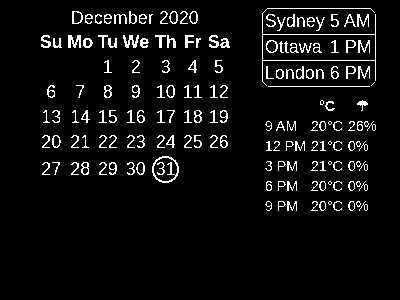 December 2020
Su Mo Tu We Th Fr Sa
1 2 3 4 5
6 7 8 9 10 11 12
13 14 15 16 17 18 19
20 21 22 23 24 25 26
27 28 29 30 31
Sydney 5 AM
Ottawa 1 PM
London 6 PM
°C ☂
9 AM 20°C 26%
12 PM 21°C 0%
3 PM 21°C 0%
6 PM 20°C 0%
9 PM 20°C 0%